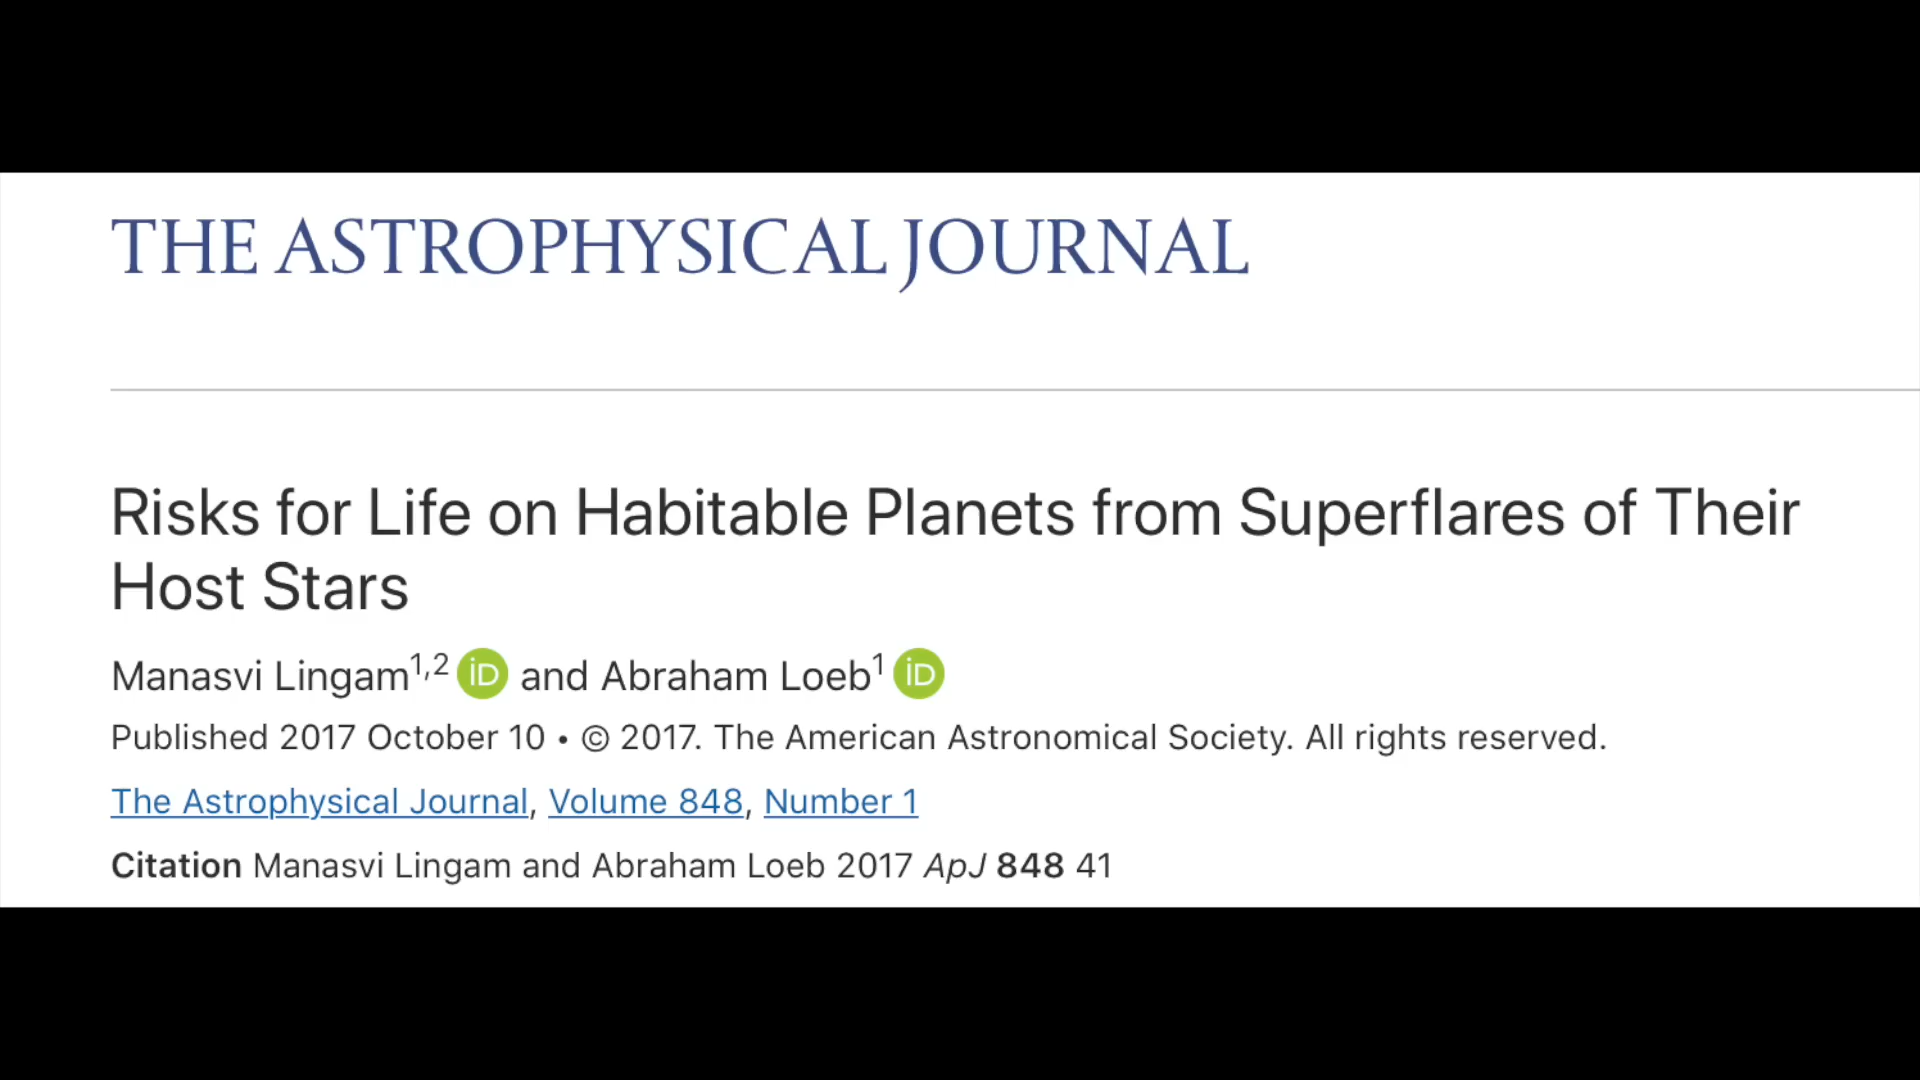 THE ASTROPHYSICAL JOURNAL
Risks for Life on Habitable Planets from Superflares of Their
Host Stars
Manasvi Lingam1,2 iD and Abraham Loeb1 iD
Published 2017 October 10 • © 2017. The American Astronomical Society. All rights reserved.
The Astrophysical Journal, Volume 848, Number 1
Citation Manasvi Lingam and Abraham Loeb 2017 ApJ 848 41